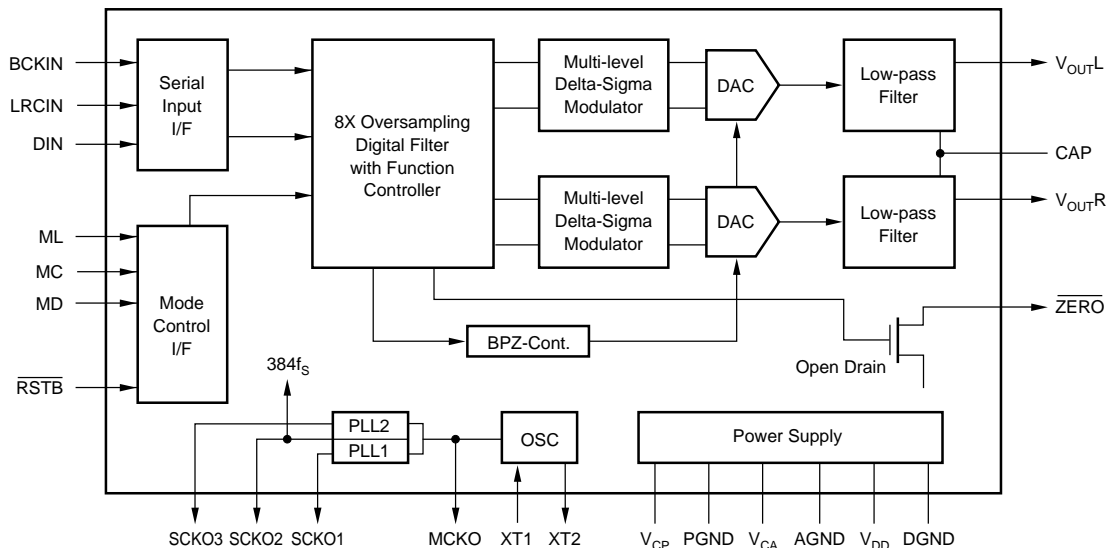 BCKIN
LRCIN
DIN
Serial
Input
I/F
8X Oversampling
Digital Filter
with Function
Controller
Multi-level
Delta-Sigma
Modulator
DAC
Low-pass
Filter
VOUTL
CAP
Multi-level
Delta-Sigma
Modulator
DAC
Low-pass
Filter
VOUTR
ML
MC
MD
RSTB
Mode
Control
I/F
BPZ-Cont.
Open Drain
ZERO
384fS
PLL2
PLL1
OSC
Power Supply
SCKO3
SCKO2
SCKO1
MCKO
XT1
XT2
VCP
PGND
VCA
AGND
VDD
DGND